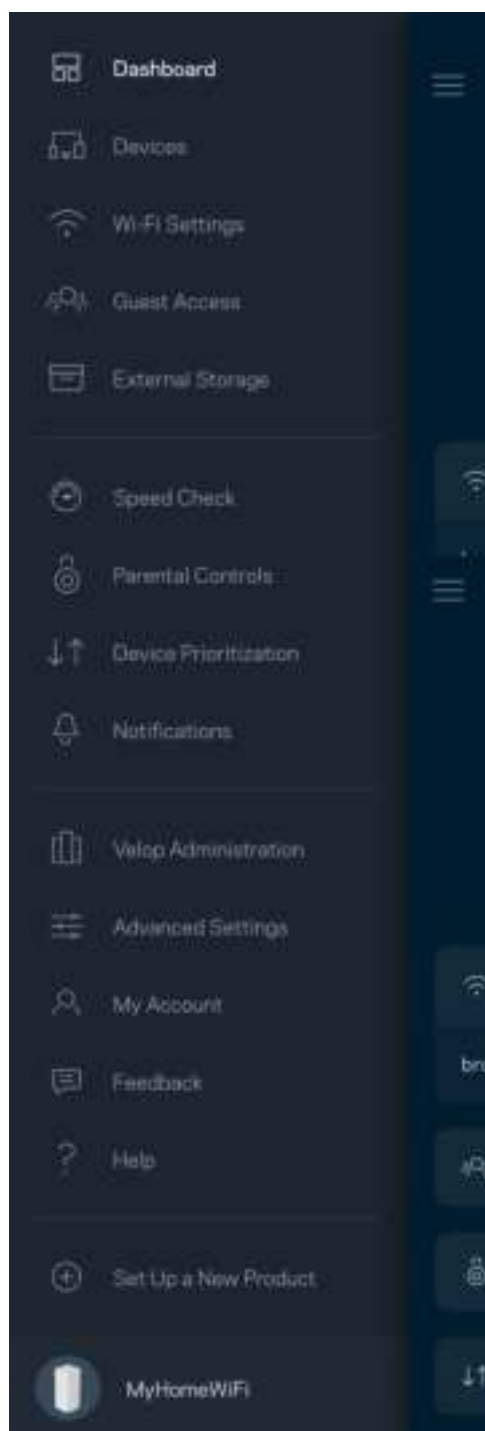 Dashboard
Devices
Wi-Fi Settings
Guest Access
External Storage
Speed Check
Parental Controls
Device Prioritization
Notifications
Velop Administration
Advanced Settings
My Account
Feedback
Help
Set Up a New Product
MyHomeWiFi